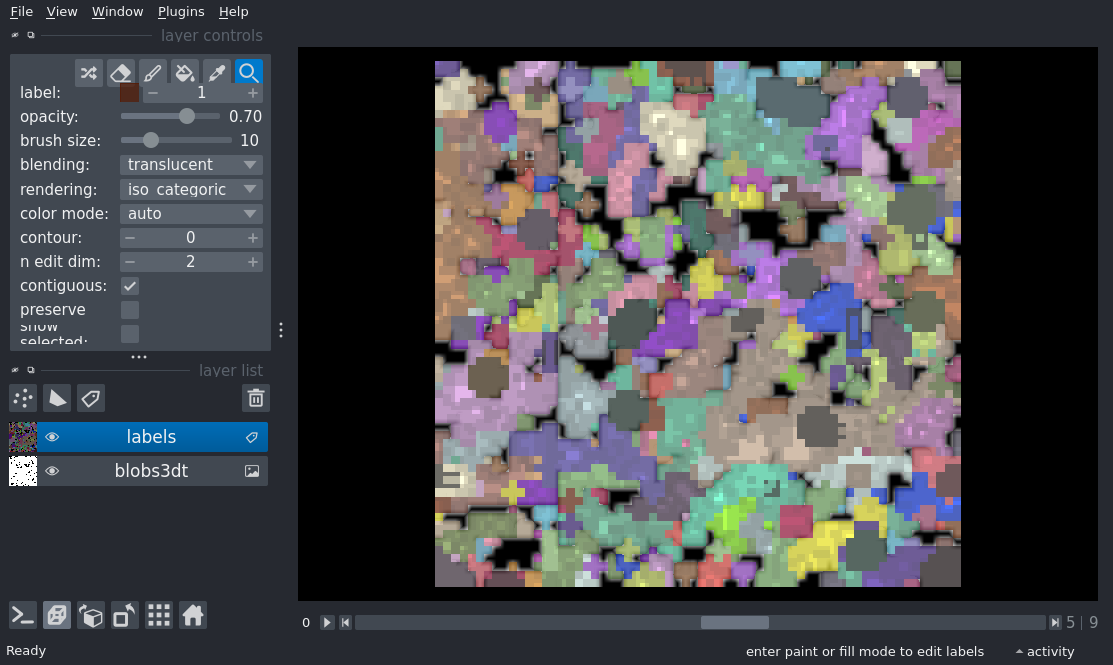 File View Window Plugins Help
layer controls
label: 1
opacity: 0.70
brush size: 10
blending: translucent
rendering: iso_categoric
color mode: auto
contour: 0
n edit dim: 2
contiguous:
preserve
show
selected:
layer list
labels
blobs3dt
0 5 | 9
Ready enter paint or fill mode to edit labels activity